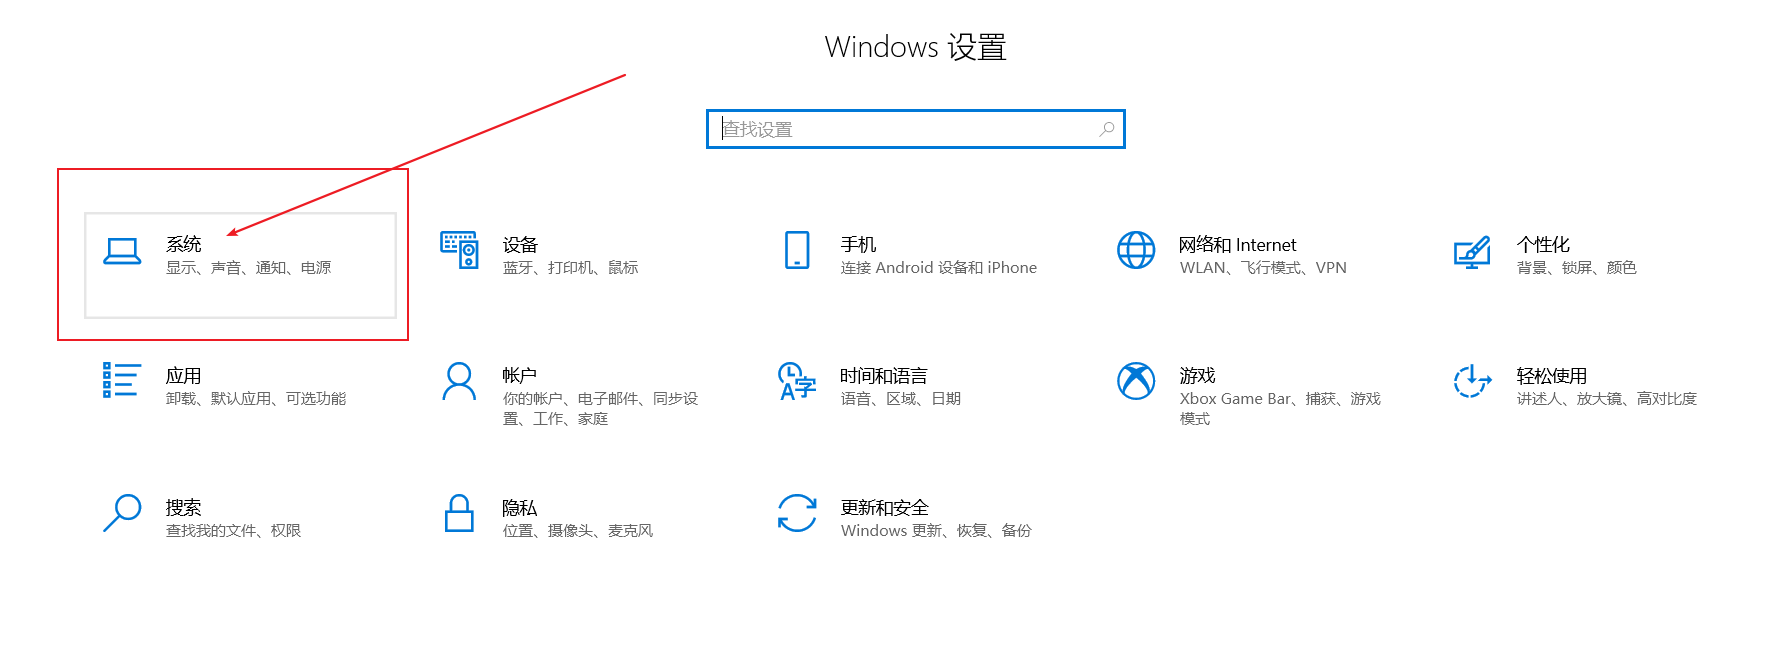 Windows 设置
查找设置
系统
显示、声音、通知、电源
设备
蓝牙、打印机、鼠标
手机
连接 Android 设备和 iPhone
网络和 Internet
WLAN、飞行模式、VPN
个性化
背景、锁屏、颜色
应用
卸载、默认应用、可选功能
帐户
你的帐户、电子邮件、同步设
置、工作、家庭
时间和语言
语音、区域、日期
游戏
Xbox Game Bar、捕获、游戏
模式
轻松使用
讲述人、放大镜、高对比度
搜索
查找我的文件、权限
隐私
位置、摄像头、麦克风
更新和安全
Windows 更新、恢复、备份